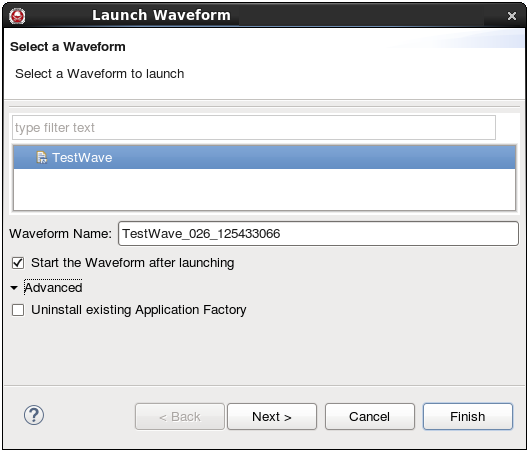 Launch Waveform
Select a Waveform
Select a Waveform to launch
type filter text
TestWave
Waveform Name: TestWave_026_125433066
Start the Waveform after launching
Advanced
Uninstall existing Application Factory
? < Back Next > Cancel Finish